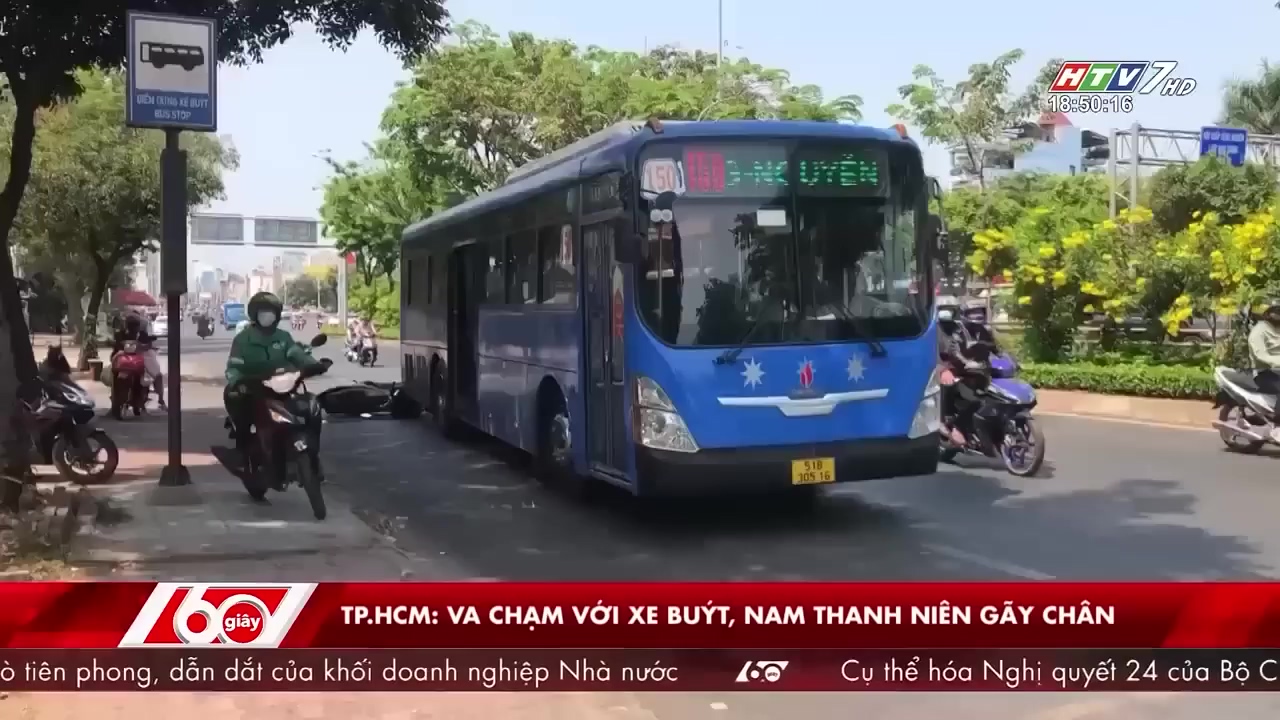 ĐIỂM DỪNG XE BUÝT
BUS STOP
HTV7 HD
18:50:16
150
51B
305 16
60 giây
TP.HCM: VA CHẠM VỚI XE BUÝT, NAM THANH NIÊN GÃY CHÂN
ò tiên phong, dẫn dắt của khối doanh nghiệp Nhà nước 60 giây Cụ thể hóa Nghị quyết 24 của Bộ C